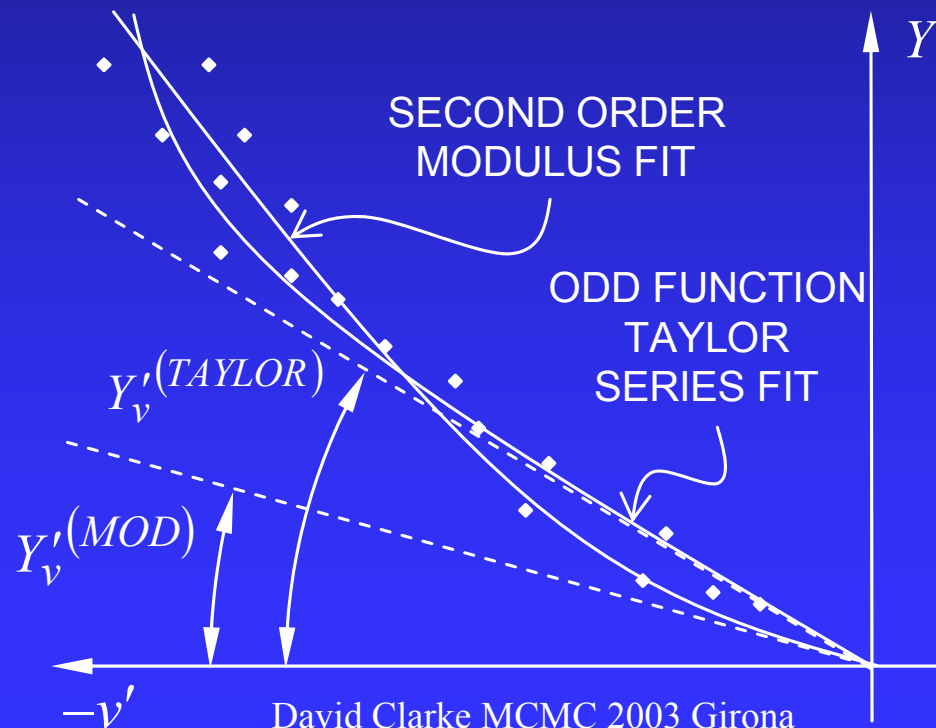 Y
SECOND ORDER
MODULUS FIT
ODD FUNCTION
TAYLOR
SERIES FIT
Y′v(TAYLOR)
Y′v(MOD)
−v′
David Clarke MCMC 2003 Girona